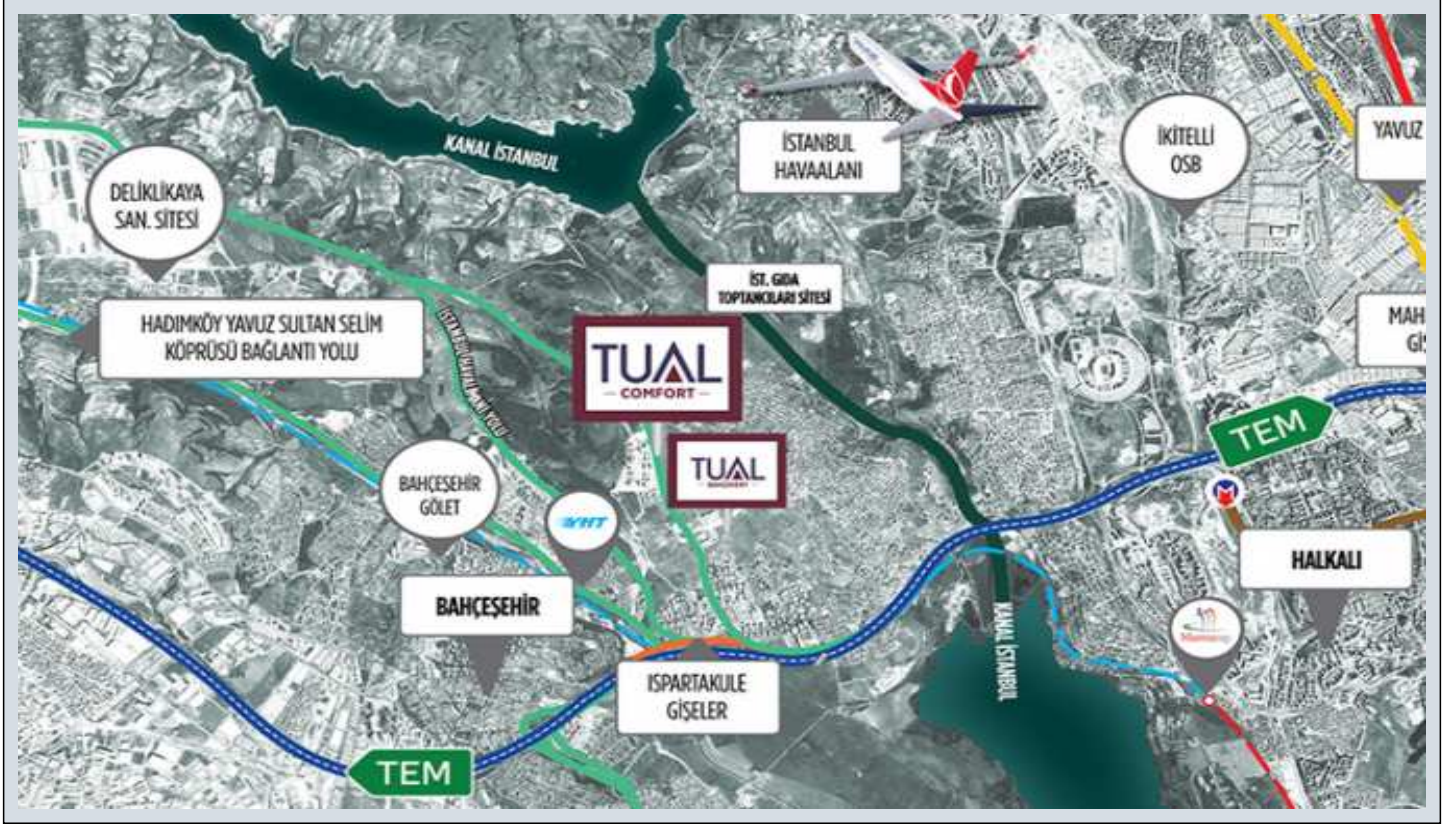 KANAL İSTANBUL
İSTANBUL
HAVAALANI
İKİTELLİ
OSB
YAVUZ
DELİKLİKAYA
SAN. SİTESİ
İST. GIDA
TOPTANCILARI SİTESİ
HADIMKÖY YAVUZ SULTAN SELİM
KÖPRÜSÜ BAĞLANTI YOLU
MAH
GİŞ
TUAL
COMFORT
TEM
TUAL
BAHÇEŞEHİR
GÖLET
YHT
HALKALI
BAHÇEŞEHİR
KANAL İSTANBUL
ISPARTAKULE
GİŞELER
TEM